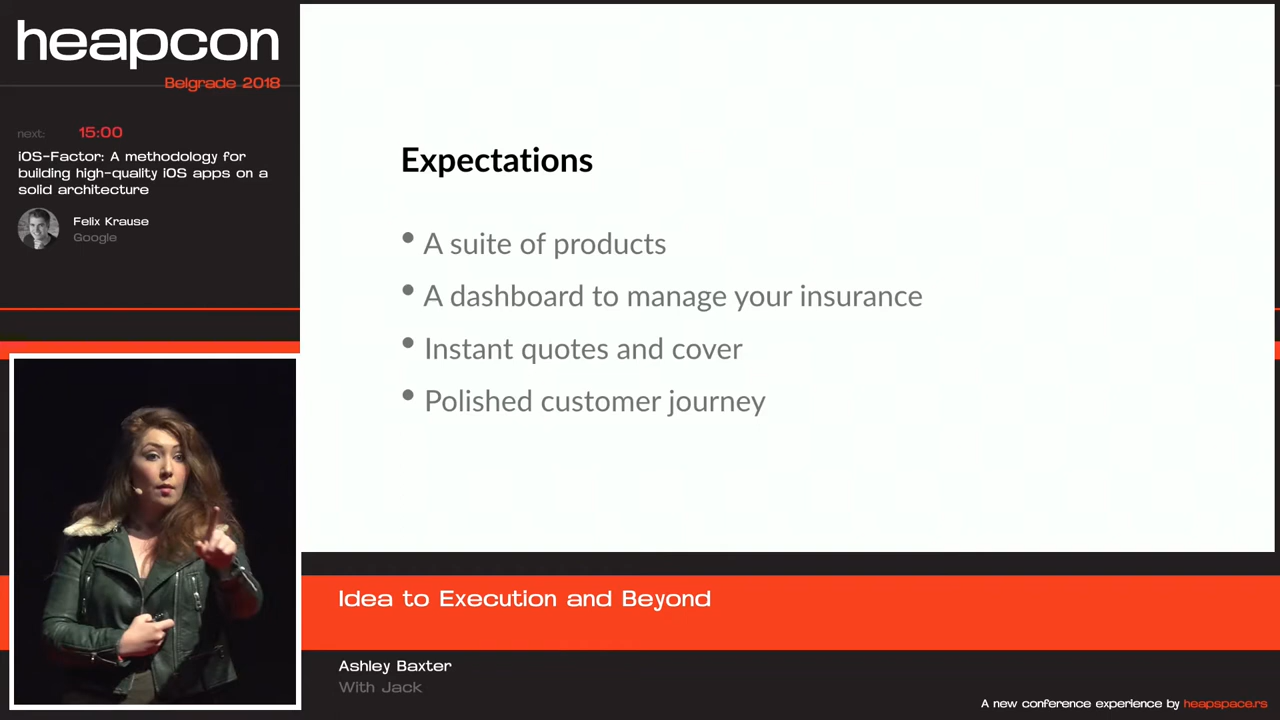 heapcon
Belgrade 2018
next: 15:00
iOS-Factor: A methodology for
building high-quality iOS apps on a
solid architecture
Felix Krause
Google
Expectations
• A suite of products
• A dashboard to manage your insurance
• Instant quotes and cover
• Polished customer journey
Idea to Execution and Beyond
Ashley Baxter
With Jack
A new conference experience by heapspace.rs